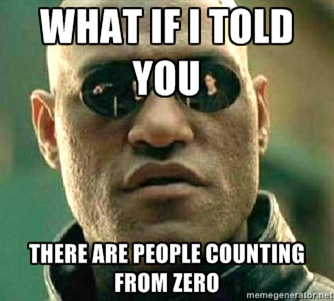 WHAT IF I TOLD
YOU
THERE ARE PEOPLE COUNTING
FROM ZERO
memegenerator.net